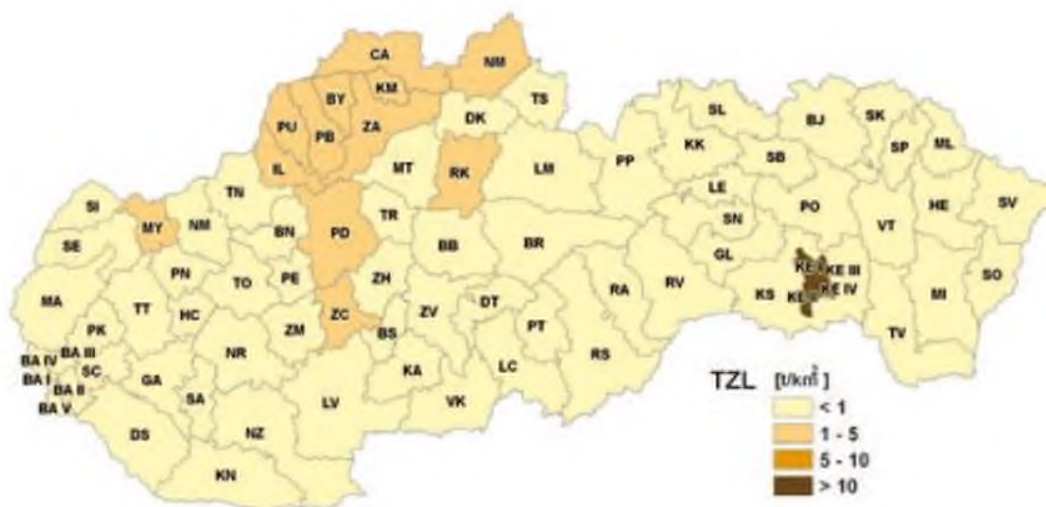 CA
NM
KM
BY
TS
PU
PB
ZA
DK
SL
BJ
SK
KK
SP
ML
IL
MT
RK
LM
PP
SB
TN
LE
SI
MY
NM
BN
PD
TR
SN
PO
VT
HE
SV
SE
BB
BR
GL
PN
TO
PE
ZH
KE III
MA
TT
HC
RA
RV
KS
KE IV
MI
SO
ZM
ZC
BS
ZV
DT
PT
TV
PK
BA III
BA IV
SC
NR
LC
RS
BA I
BA II
GA
SA
LV
KA
BA V
VK
DS
NZ
KN
TZL [t/km²]
< 1
1 - 5
5 - 10
> 10